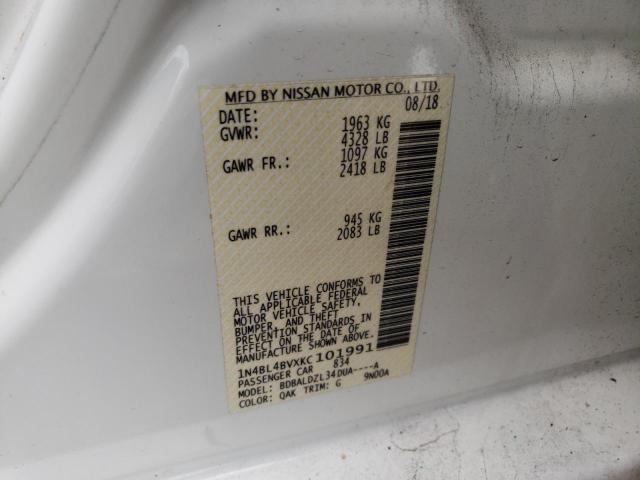 MFD BY NISSAN MOTOR CO., LTD.
DATE: 08/18
GVWR: 1963 KG
4328 LB
GAWR FR.: 1097 KG
2418 LB
GAWR RR.: 945 KG
2083 LB
THIS VEHICLE CONFORMS TO
ALL APPLICABLE FEDERAL
MOTOR VEHICLE SAFETY,
BUMPER, AND THEFT
PREVENTION STANDARDS IN
EFFECT ON THE DATE OF
MANUFACTURE SHOWN ABOVE.
1N4BL4BVXKC101991
PASSENGER CAR 834
MODEL: BDBALDZL34DUA----A
COLOR: QAK TRIM: G 9N00A